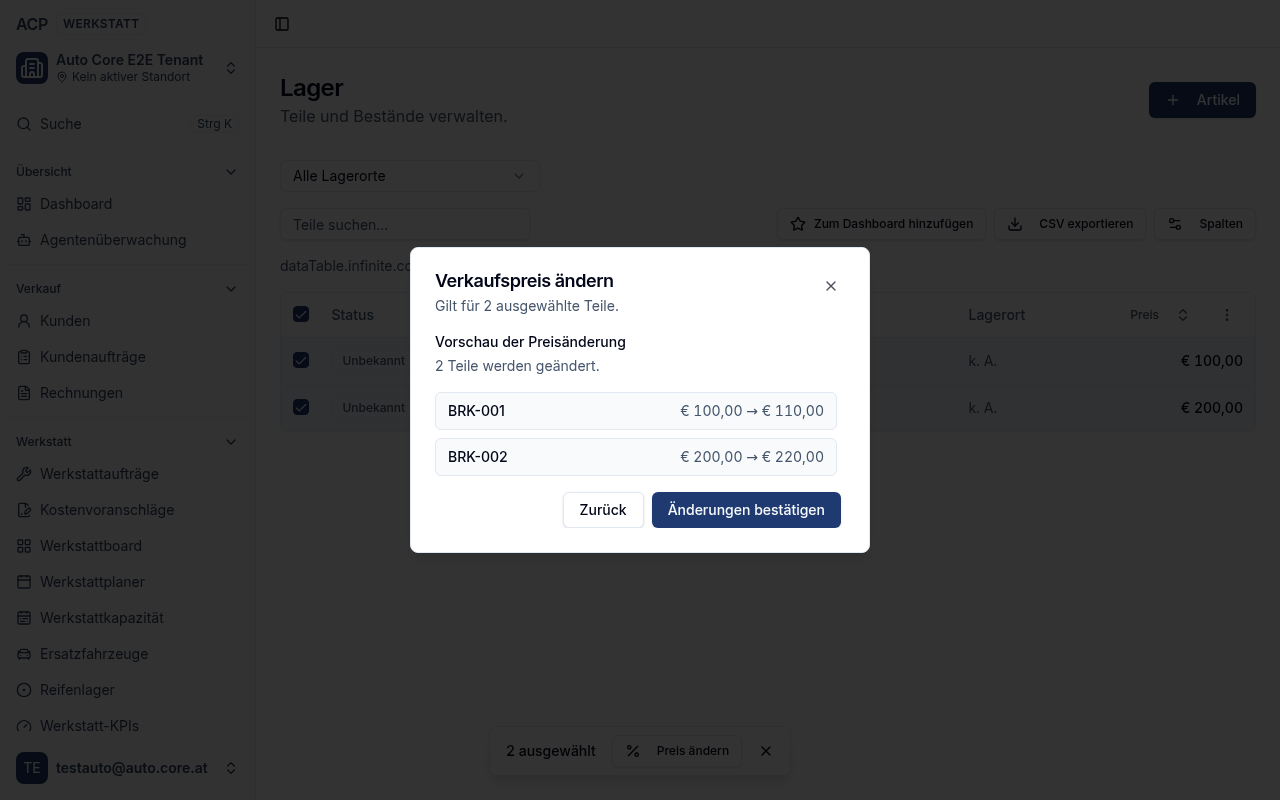 ACP WERKSTATT
Auto Core E2E Tenant
Kein aktiver Standort
Suche Strg K
Übersicht
Dashboard
Agentenüberwachung
Verkauf
Kunden
Kundenaufträge
Rechnungen
Werkstatt
Werkstattaufträge
Kostenvoranschläge
Werkstattboard
Werkstattplaner
Werkstattkapazität
Ersatzfahrzeuge
Reifenlager
Werkstatt-KPIs
TE testauto@auto.core.at
Lager
Teile und Bestände verwalten.
Artikel
Alle Lagerorte
Teile suchen...
Zum Dashboard hinzufügen
CSV exportieren
Spalten
Status Lagerort Preis
Unbekannt k. A. € 100,00
Unbekannt k. A. € 200,00
Verkaufspreis ändern
Gilt für 2 ausgewählte Teile.
Vorschau der Preisänderung
2 Teile werden geändert.
BRK-001 € 100,00 → € 110,00
BRK-002 € 200,00 → € 220,00
Zurück Änderungen bestätigen
2 ausgewählt Preis ändern